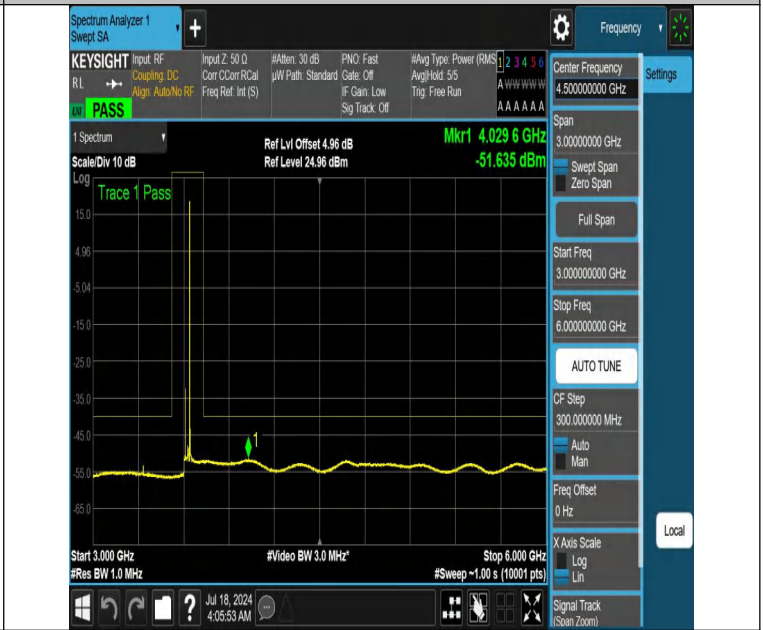 Spectrum Analyzer 1
Swept SA
+
Frequency
KEYSIGHT
RL
LXI
PASS
Input: RF
Coupling: DC
Align: Auto/No RF
Input Z: 50 Ω
Corr CCorr RCal
Freq Ref: Int (S)
#Atten: 30 dB
µW Path: Standard
PNO: Fast
Gate: Off
IF Gain: Low
Sig Track: Off
#Avg Type: Power (RMS
Avg|Hold: 5/5
Trig: Free Run
1 2 3 4 5 6
A W W W W W
A A A A A A
1 Spectrum
Scale/Div 10 dB
Log
Ref Lvl Offset 4.96 dB
Ref Level 24.96 dBm
Mkr1 4.029 6 GHz
-51.635 dBm
Trace 1 Pass
15.0
4.96
-5.04
-15.0
-25.0
-35.0
-45.0
-55.0
-65.0
1
Start 3.000 GHz
#Res BW 1.0 MHz
#Video BW 3.0 MHz*
Stop 6.000 GHz
#Sweep ~1.00 s (10001 pts)
?
Jul 18, 2024
4:05:53 AM
Center Frequency
4.500000000 GHz
Settings
Span
3.00000000 GHz
Swept Span
Zero Span
Full Span
Start Freq
3.000000000 GHz
Stop Freq
6.000000000 GHz
AUTO TUNE
CF Step
300.000000 MHz
Auto
Man
Freq Offset
0 Hz
X Axis Scale
Log
Lin
Local
Signal Track
(Span Zoom)